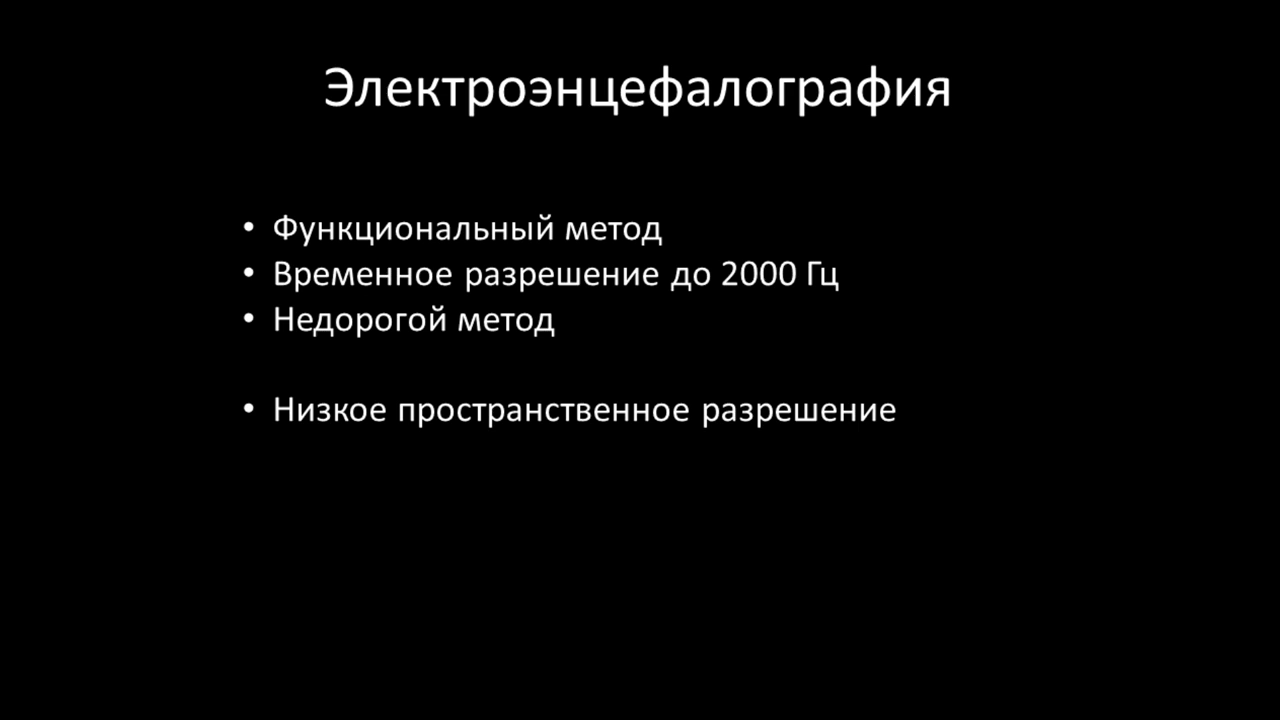 Электроэнцефалография
• Функциональный метод
• Временное разрешение до 2000 Гц
• Недорогой метод
• Низкое пространственное разрешение